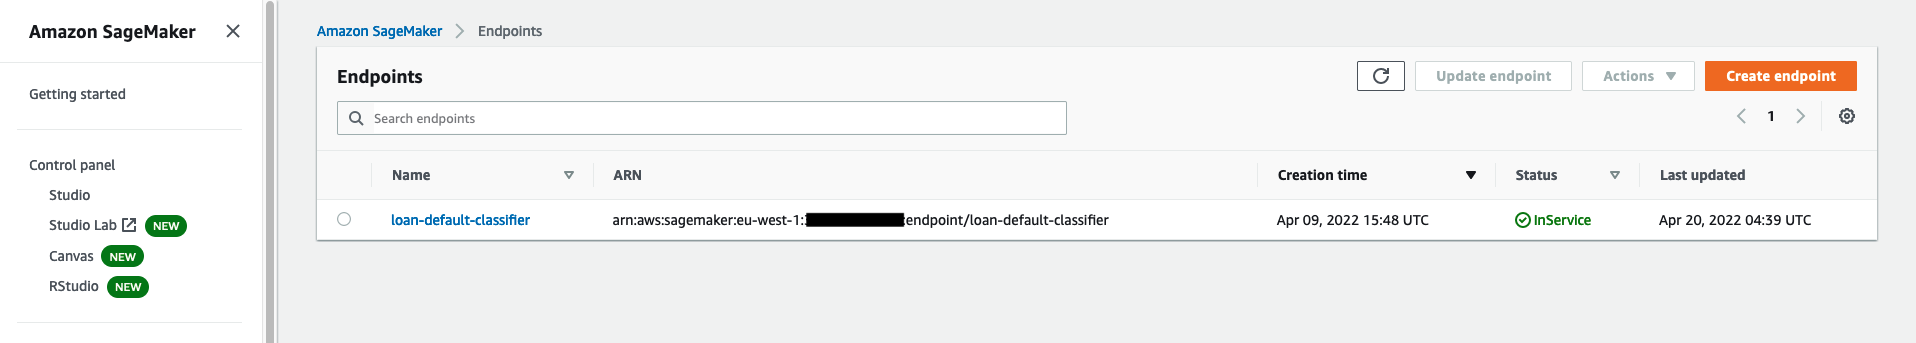 Amazon SageMaker
Getting started
Control panel
Studio
Studio Lab NEW
Canvas NEW
RStudio NEW
Amazon SageMaker > Endpoints
Endpoints
Update endpoint Actions Create endpoint
Search endpoints
1
Name ARN Creation time Status Last updated
loan-default-classifier arn:aws:sagemaker:eu-west-1: :endpoint/loan-default-classifier Apr 09, 2022 15:48 UTC InService Apr 20, 2022 04:39 UTC